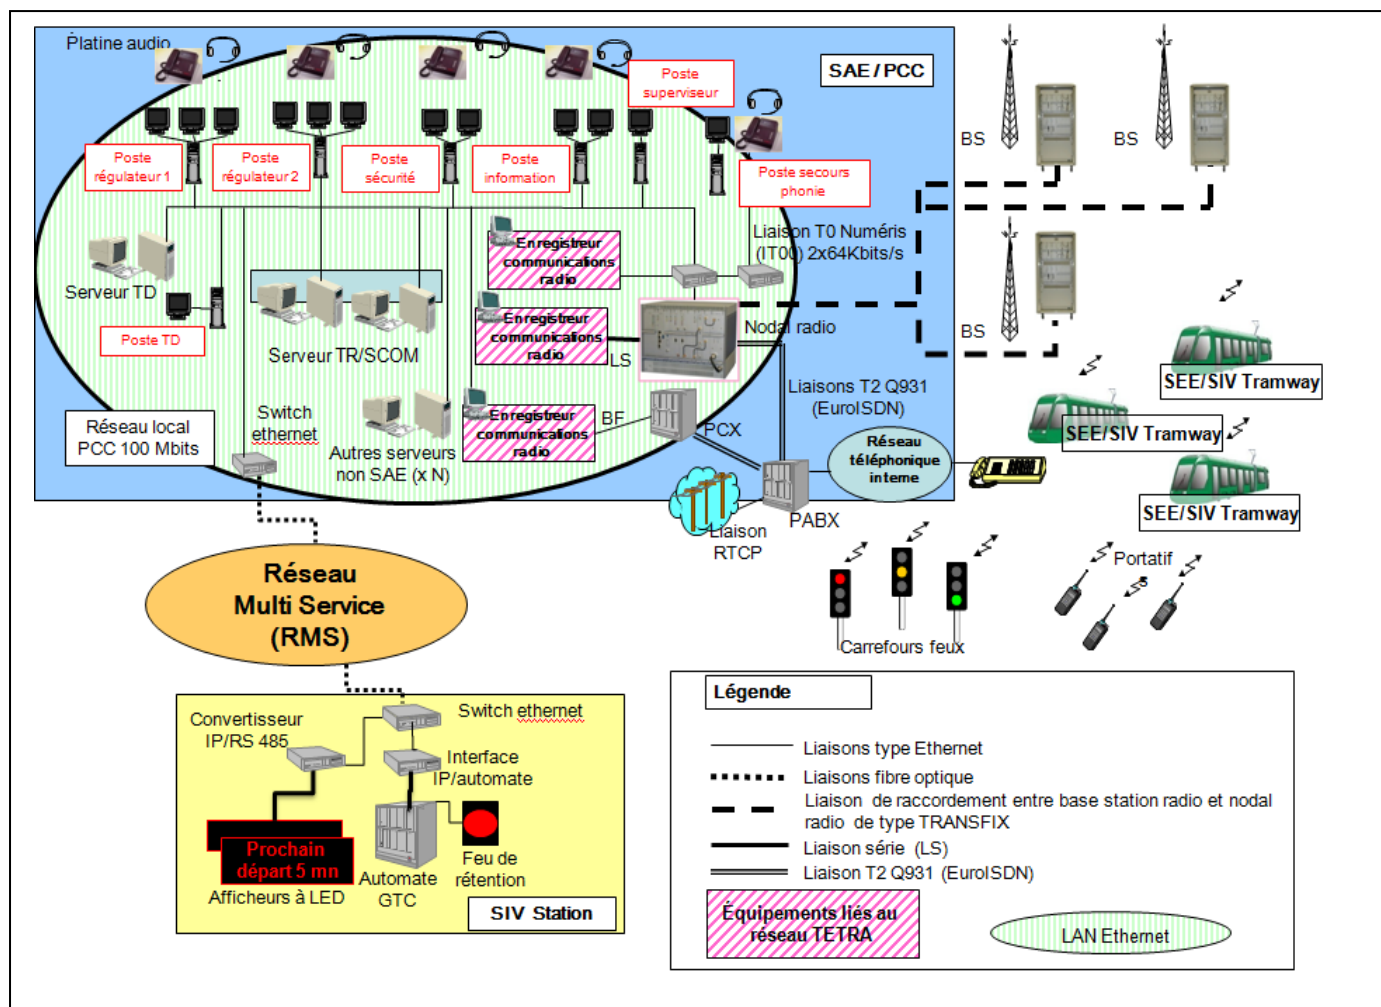 Platine audio
SAE / PCC
Poste
superviseur
Poste
régulateur 1
Poste
régulateur 2
Poste
sécurité
Poste
information
Poste secours
phonie
BS
BS
BS
Enregistreur
communications
radio
Liaison T0 Numéris
(IT00) 2x64Kbits/s
Serveur TD
Poste TD
Serveur TR/SCOM
Enregistreur
communications
radio
LS
Nodal radio
Liaisons T2 Q931
(EuroISDN)
SEE/SIV Tramway
SEE/SIV Tramway
SEE/SIV Tramway
Réseau local
PCC 100 Mbits
Switch
ethernet
Autres serveurs
non SAE (x N)
Enregistreur
communications
radio
BF
PCX
Réseau
téléphonique
interne
PABX
Liaison
RTCP
Réseau
Multi Service
(RMS)
Carrefours feux
Portatif
s
Convertisseur
IP/RS 485
Switch ethernet
Interface
IP/automate
Prochain
départ 5 mn
Afficheurs à LED
Automate
GTC
Feu de
rétention
SIV Station
Légende
Liaisons type Ethernet
Liaisons fibre optique
Liaison de raccordement entre base station radio et nodal
radio de type TRANSFIX
Liaison série (LS)
Liaison T2 Q931 (EuroISDN)
Équipements liés au
réseau TETRA
LAN Ethernet